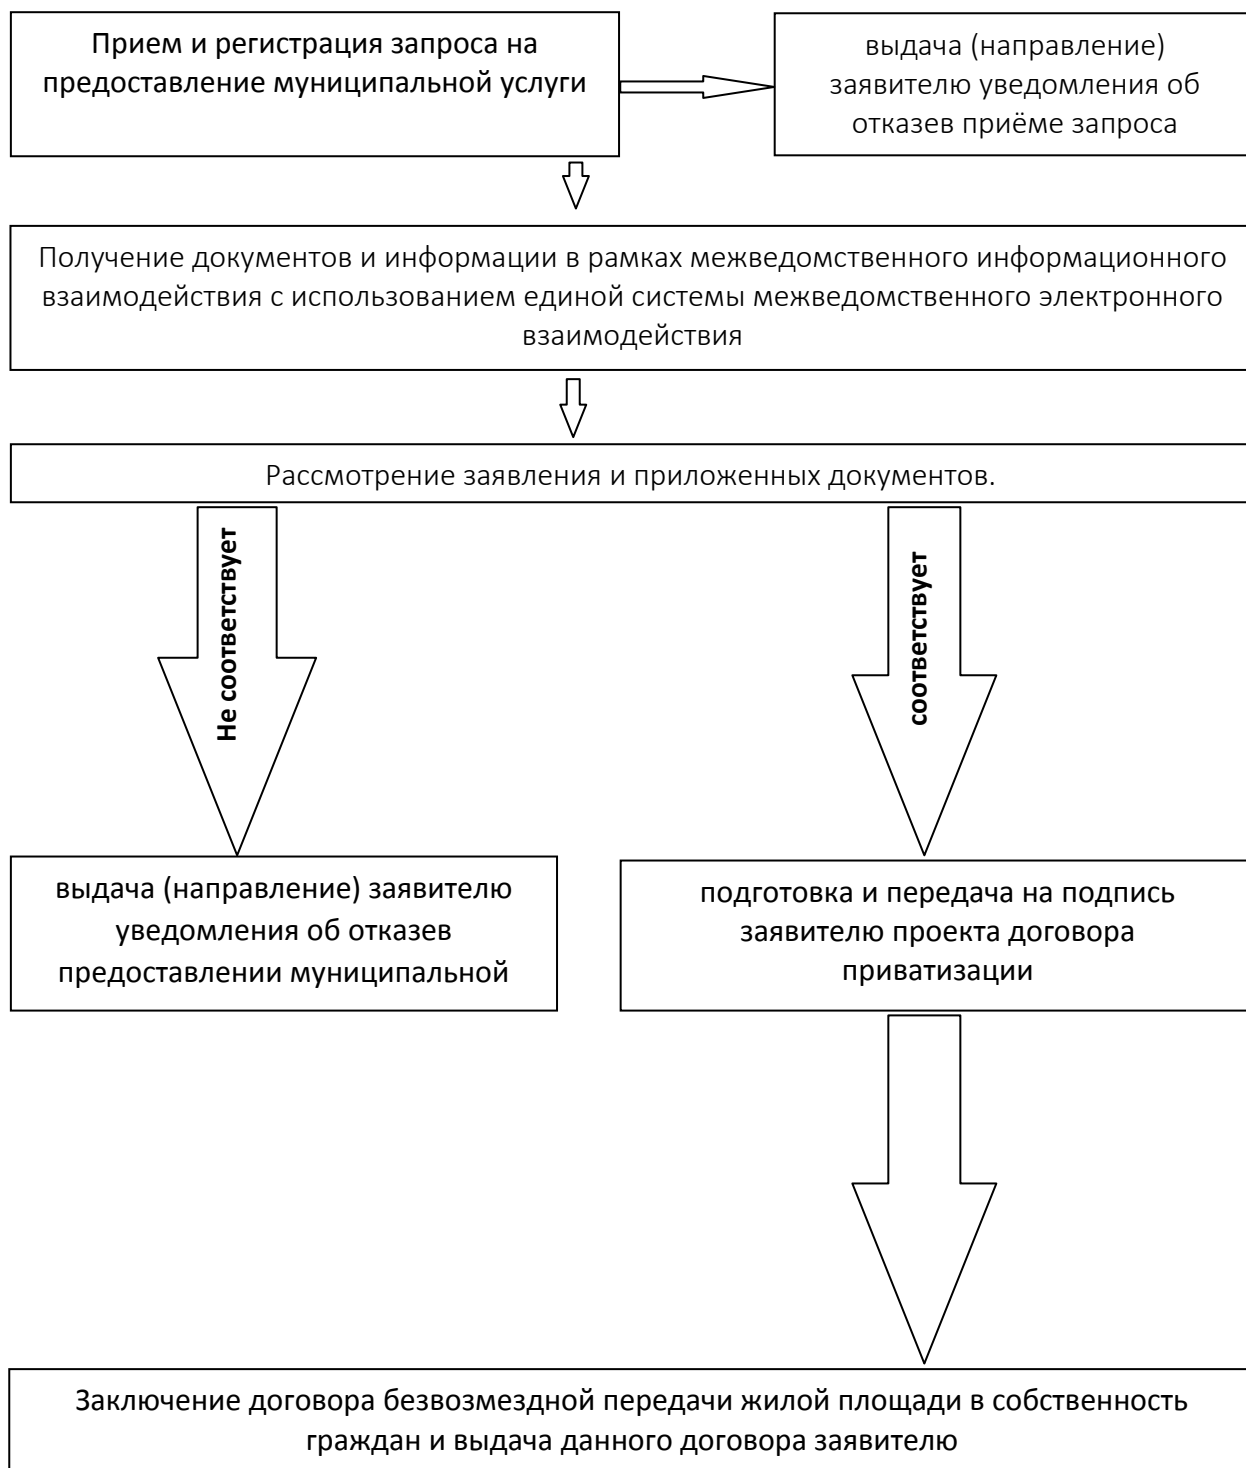 Прием и регистрация запроса на
предоставление муниципальной услуги
выдача (направление)
заявителю уведомления об
отказев приёме запроса
Получение документов и информации в рамках межведомственного информационного
взаимодействия с использованием единой системы межведомственного электронного
взаимодействия
Рассмотрение заявления и приложенных документов.
Не соответствует
соответствует
выдача (направление) заявителю
уведомления об отказев
предоставлении муниципальной
подготовка и передача на подпись
заявителю проекта договора
приватизации
Заключение договора безвозмездной передачи жилой площади в собственность
граждан и выдача данного договора заявителю